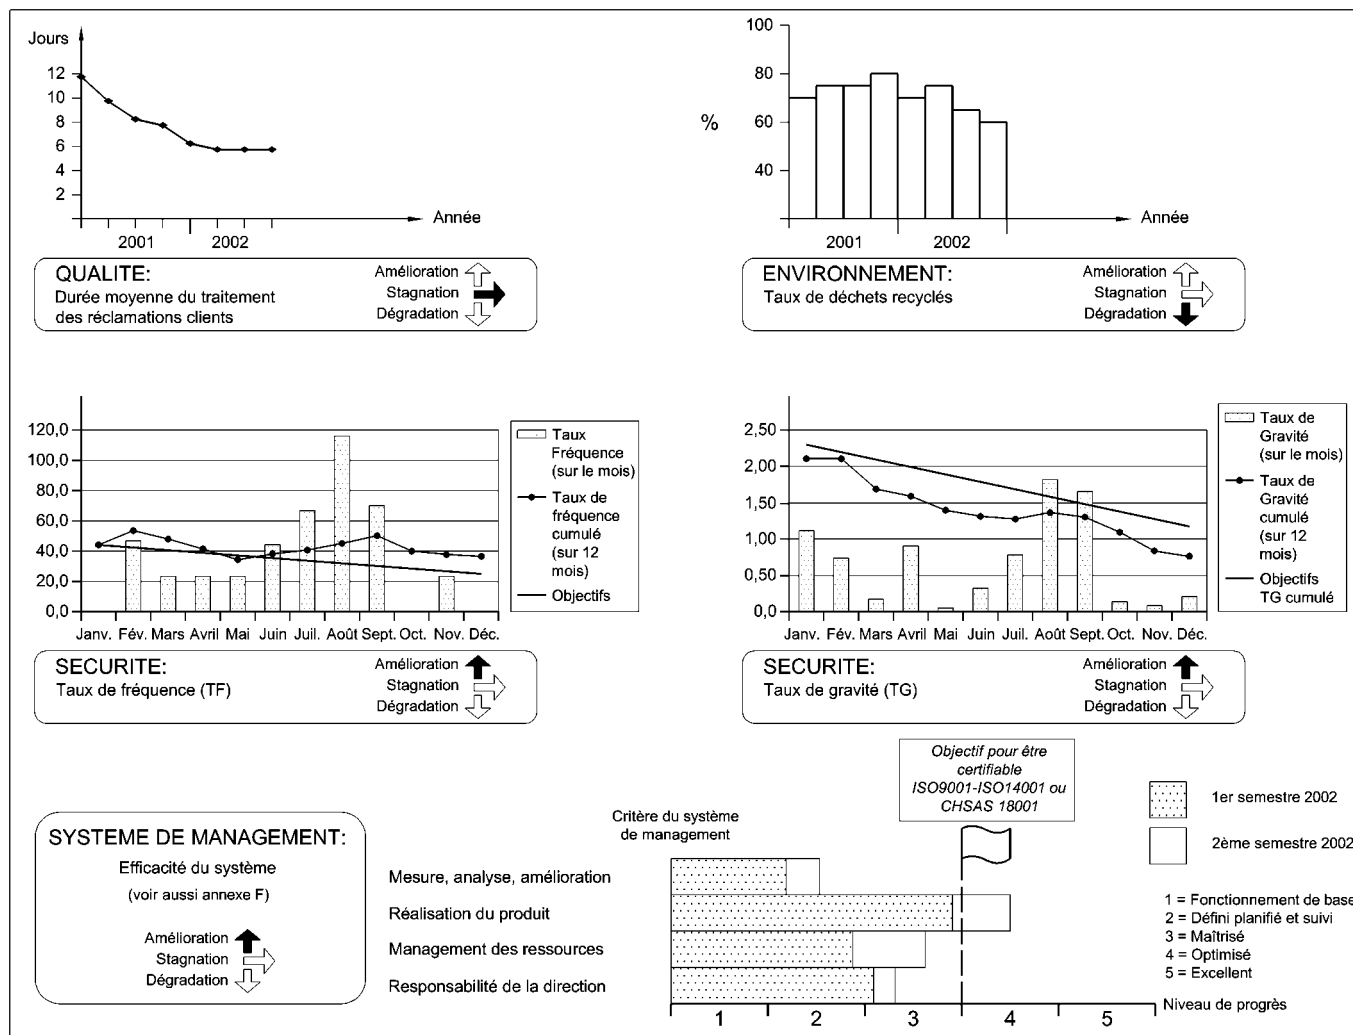 Jours
12
10
8
6
4
2
2001
2002
Année
QUALITE:
Durée moyenne du traitement
des réclamations clients
Amélioration
Stagnation
Dégradation
100
80
60
40
%
2001
2002
Année
ENVIRONNEMENT:
Taux de déchets recyclés
Amélioration
Stagnation
Dégradation
120,0
100,0
80,0
60,0
40,0
20,0
0,0
Janv. Fév. Mars Avril Mai Juin Juil. Août Sept. Oct. Nov. Déc.
Taux
Fréquence
(sur le mois)
Taux de
fréquence
cumulé
(sur 12
mois)
Objectifs
SECURITE:
Taux de fréquence (TF)
Amélioration
Stagnation
Dégradation
2,50
2,00
1,50
1,00
0,50
0,0
Janv. Fév. Mars Avril Mai Juin Juil. Août Sept. Oct. Nov. Déc.
Taux de
Gravité
(sur le mois)
Taux de
Gravité
cumulé
(sur 12
mois)
Objectifs
TG cumulé
SECURITE:
Taux de gravité (TG)
Amélioration
Stagnation
Dégradation
SYSTEME DE MANAGEMENT:
Efficacité du système
(voir aussi annexe F)
Amélioration
Stagnation
Dégradation
Critère du système
de management
Mesure, analyse, amélioration
Réalisation du produit
Management des ressources
Responsabilité de la direction
Objectif pour être
certifiable
ISO9001-ISO14001 ou
CHSAS 18001
1 2 3 4 5
Niveau de progrès
1er semestre 2002
2ème semestre 2002
1 = Fonctionnement de base
2 = Défini planifié et suivi
3 = Maîtrisé
4 = Optimisé
5 = Excellent